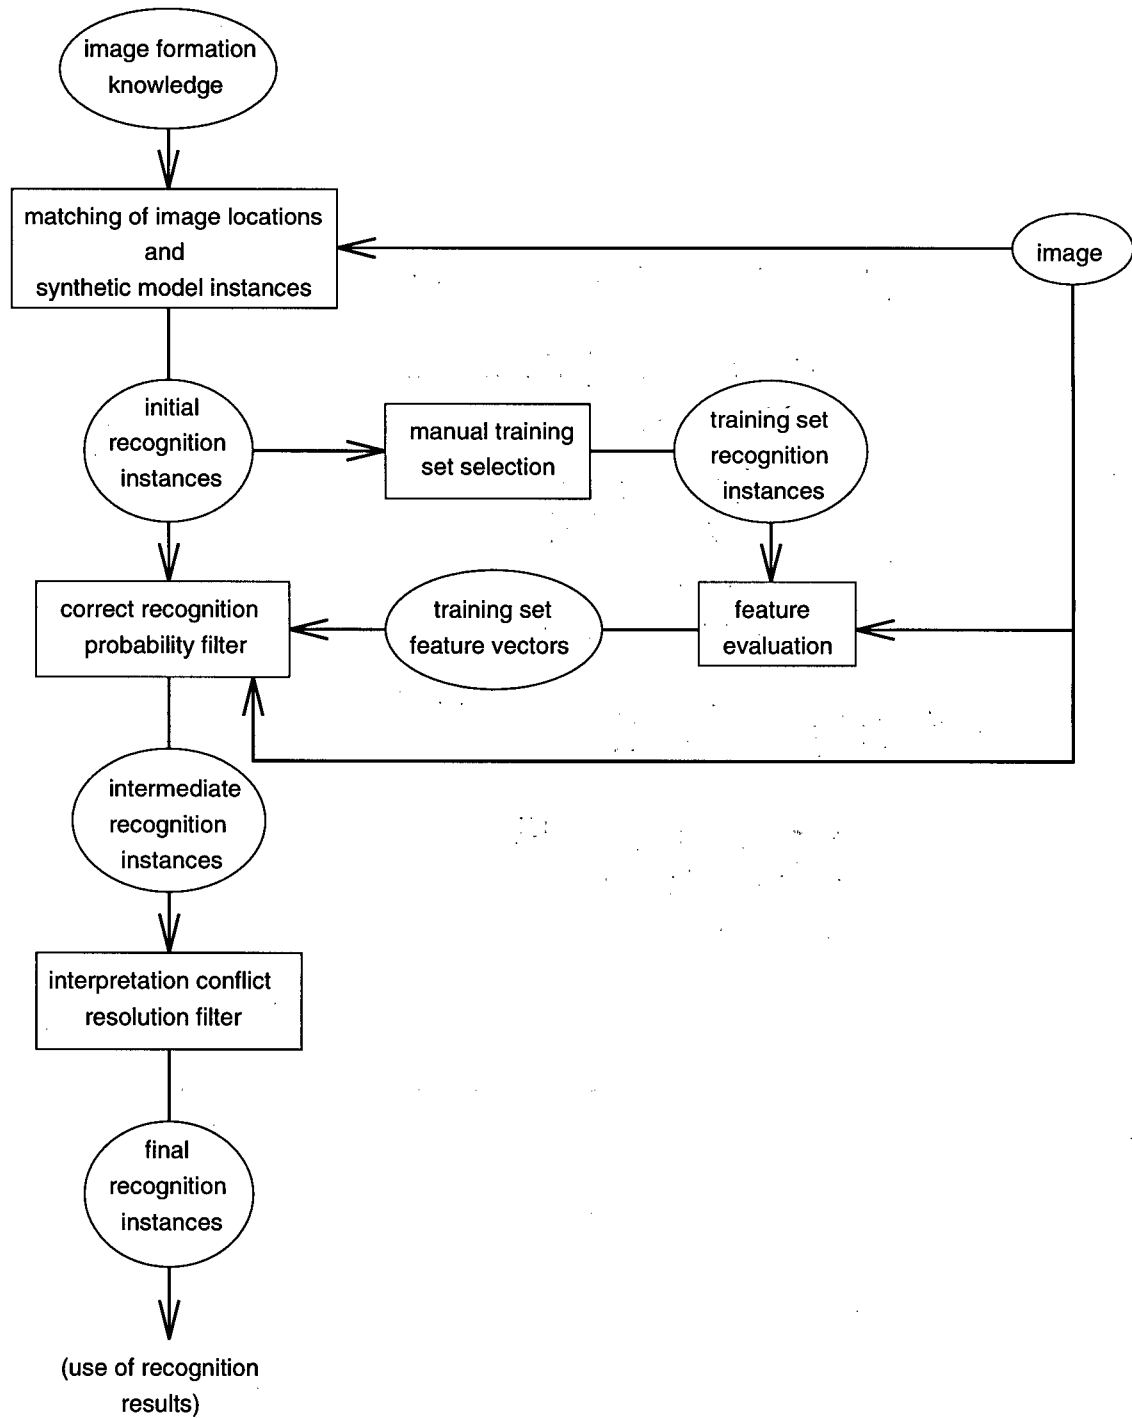 image formation
knowledge
matching of image locations
and
synthetic model instances
image
initial
recognition
instances
manual training
set selection
training set
recognition
instances
correct recognition
probability filter
training set
feature vectors
feature
evaluation
intermediate
recognition
instances
interpretation conflict
resolution filter
final
recognition
instances
(use of recognition
results)